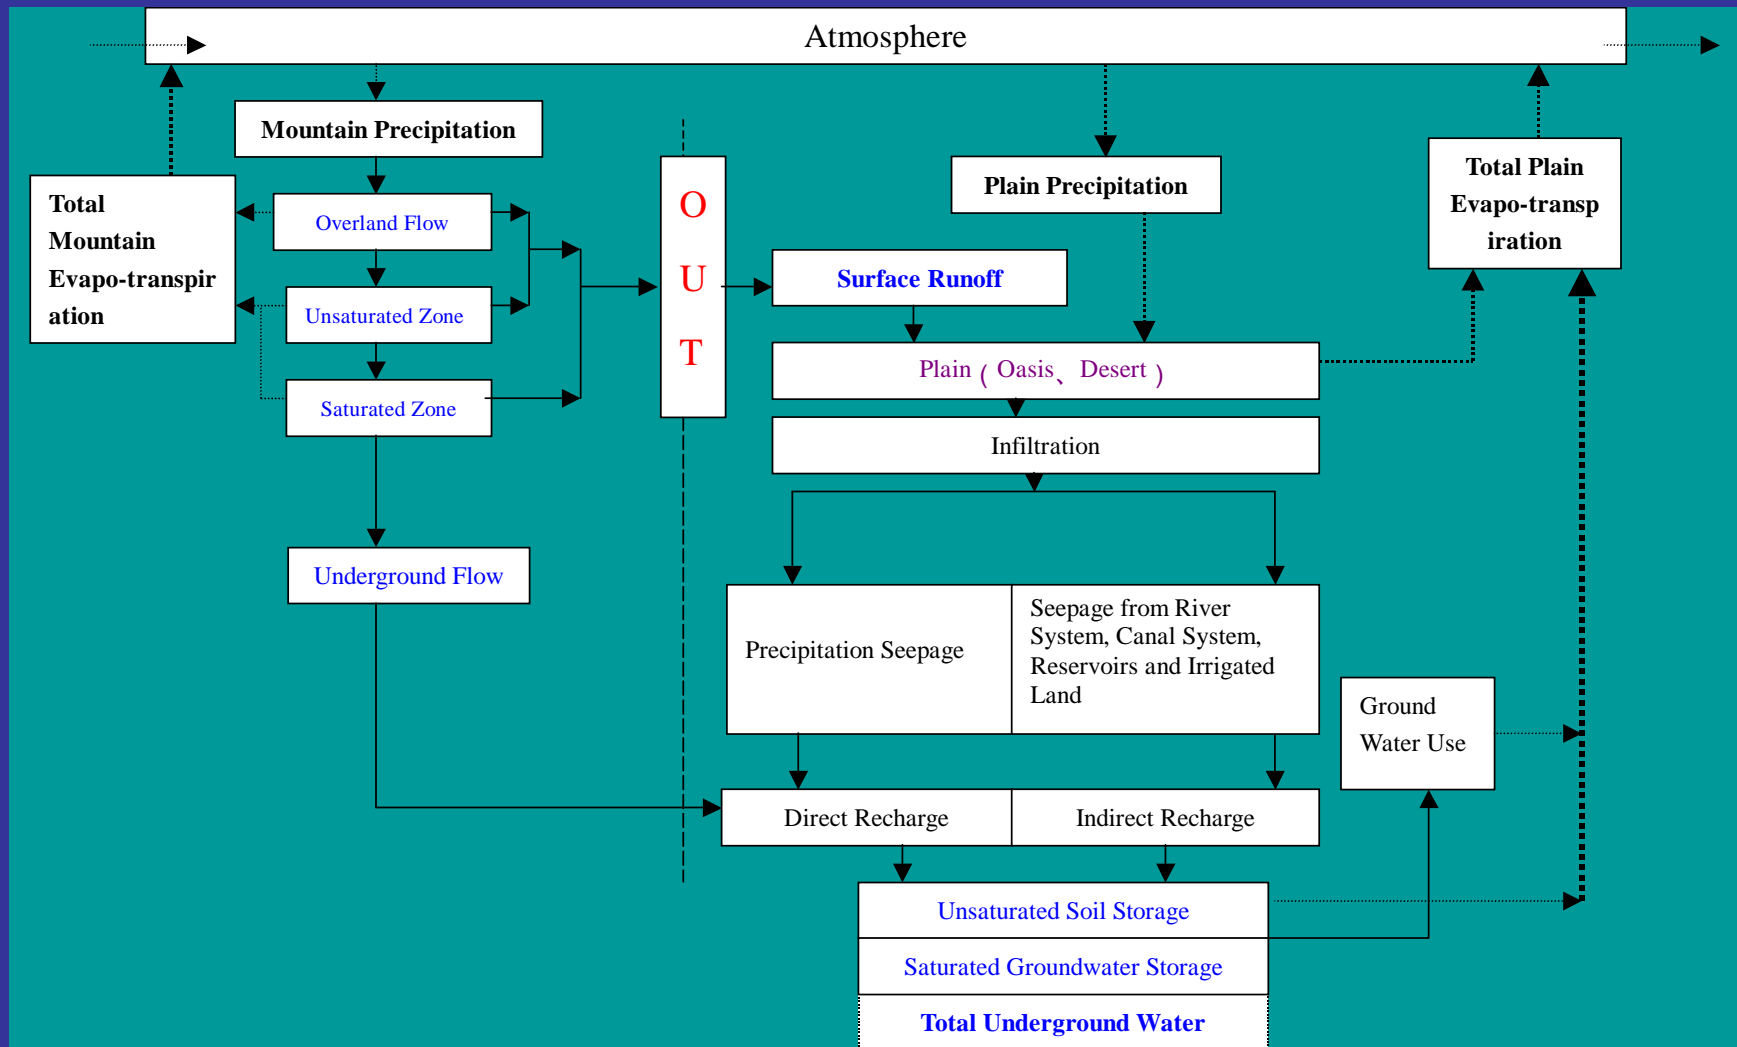 Atmosphere
Mountain Precipitation
Total
Mountain
Evapo-transpir
ation
Overland Flow
Unsaturated Zone
Saturated Zone
Underground Flow
O
U
T
Plain Precipitation
Total Plain
Evapo-transp
iration
Surface Runoff
Plain（Oasis、Desert）
Infiltration
Precipitation Seepage
Seepage from River
System, Canal System,
Reservoirs and Irrigated
Land
Ground
Water Use
Direct Recharge
Indirect Recharge
Unsaturated Soil Storage
Saturated Groundwater Storage
Total Underground Water